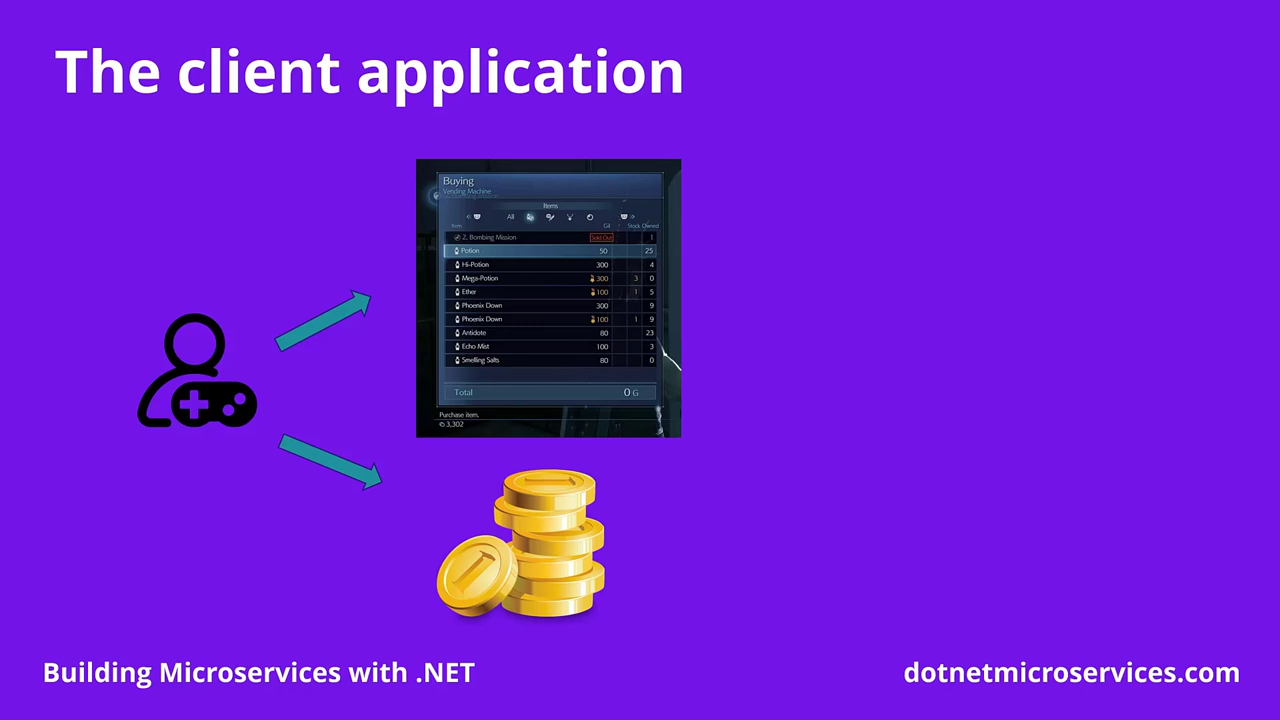 The client application
Buying
Vending Machine
Items
All
Item Gil Stock Owned
2. Bombing Mission Sold Out 1
Potion 50 25
Hi-Potion 300 4
Mega-Potion 300 3 0
Ether 100 1 5
Phoenix Down 300 9
Phoenix Down 100 1 9
Antidote 80 23
Echo Mist 100 3
Smelling Salts 80 0
Total 0 G
Purchase item.
3,302
Building Microservices with .NET
dotnetmicroservices.com